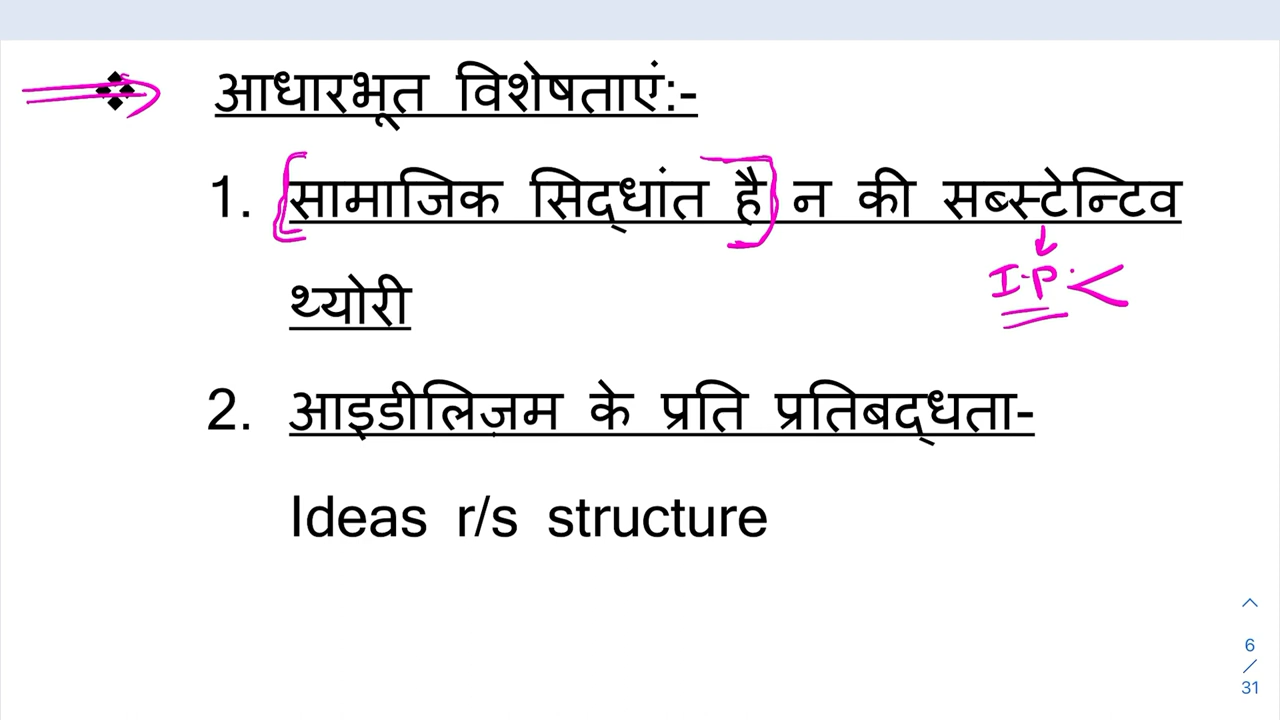 आधारभूत विशेषताएं:-
1. सामाजिक सिद्धांत है न की सब्स्टेन्टिव
I.P.
थ्योरी
2. आइडीलिज़म के प्रति प्रतिबद्धता-
Ideas r/s structure
6
/
31